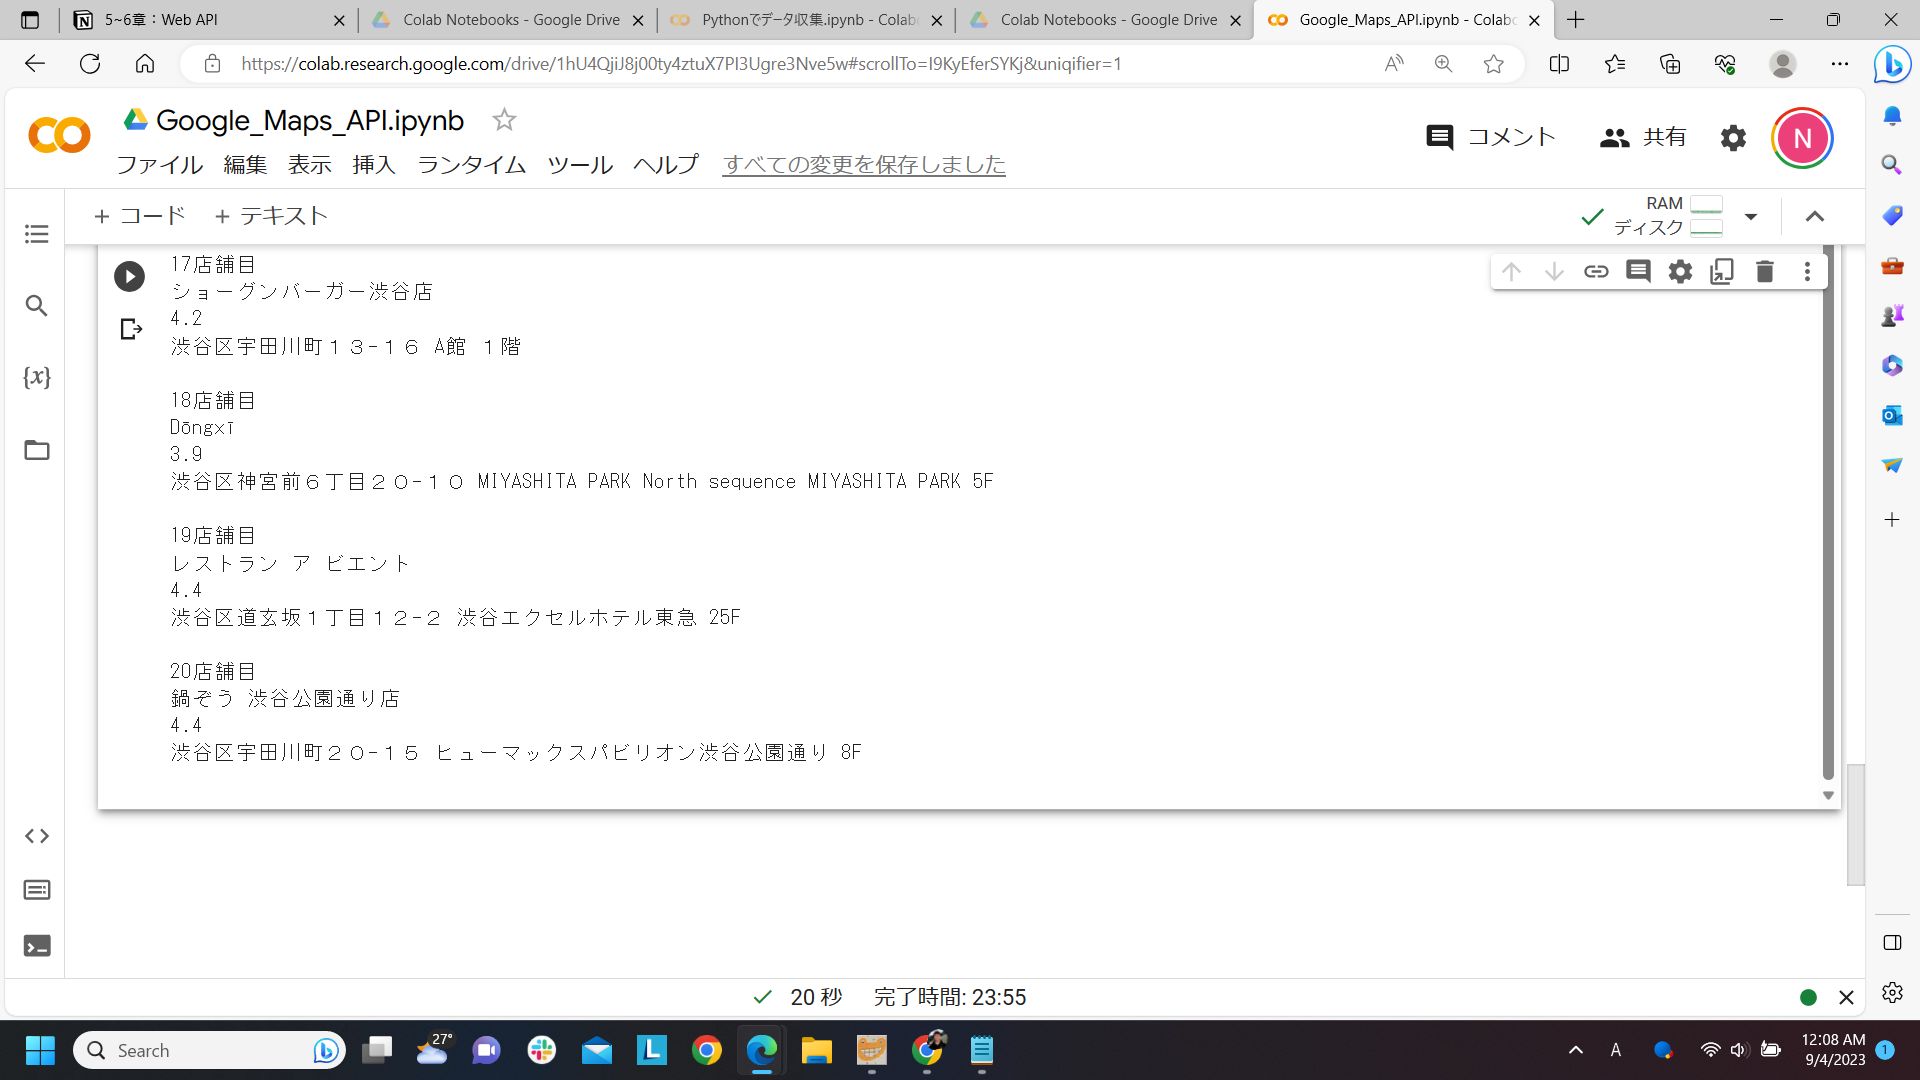 5~6章：Web API
Colab Notebooks - Google Drive
Pythonでデータ収集.ipynb - Colab
Colab Notebooks - Google Drive
Google_Maps_API.ipynb - Colabo
https://colab.research.google.com/drive/1hU4QjiJ8j00ty4ztuX7PI3Ugre3Nve5w#scrollTo=I9KyEferSYKj&uniqifier=1
Google_Maps_API.ipynb
コメント
共有
N
ファイル 編集 表示 挿入 ランタイム ツール ヘルプ すべての変更を保存しました
+ コード + テキスト
RAM
ディスク
17店舗目
ショーグンバーガー渋谷店
4.2
渋谷区宇田川町１３−１６ A館 １階
18店舗目
Dōngxī
3.9
渋谷区神宮前６丁目２０−１０ MIYASHITA PARK North sequence MIYASHITA PARK 5F
19店舗目
レストラン ア ビエント
4.4
渋谷区道玄坂１丁目１２−２ 渋谷エクセルホテル東急 25F
20店舗目
鍋ぞう 渋谷公園通り店
4.4
渋谷区宇田川町２０−１５ ヒューマックスパビリオン渋谷公園通り 8F
20 秒 完了時間: 23:55
Search
27°
A
12:08 AM
9/4/2023
1